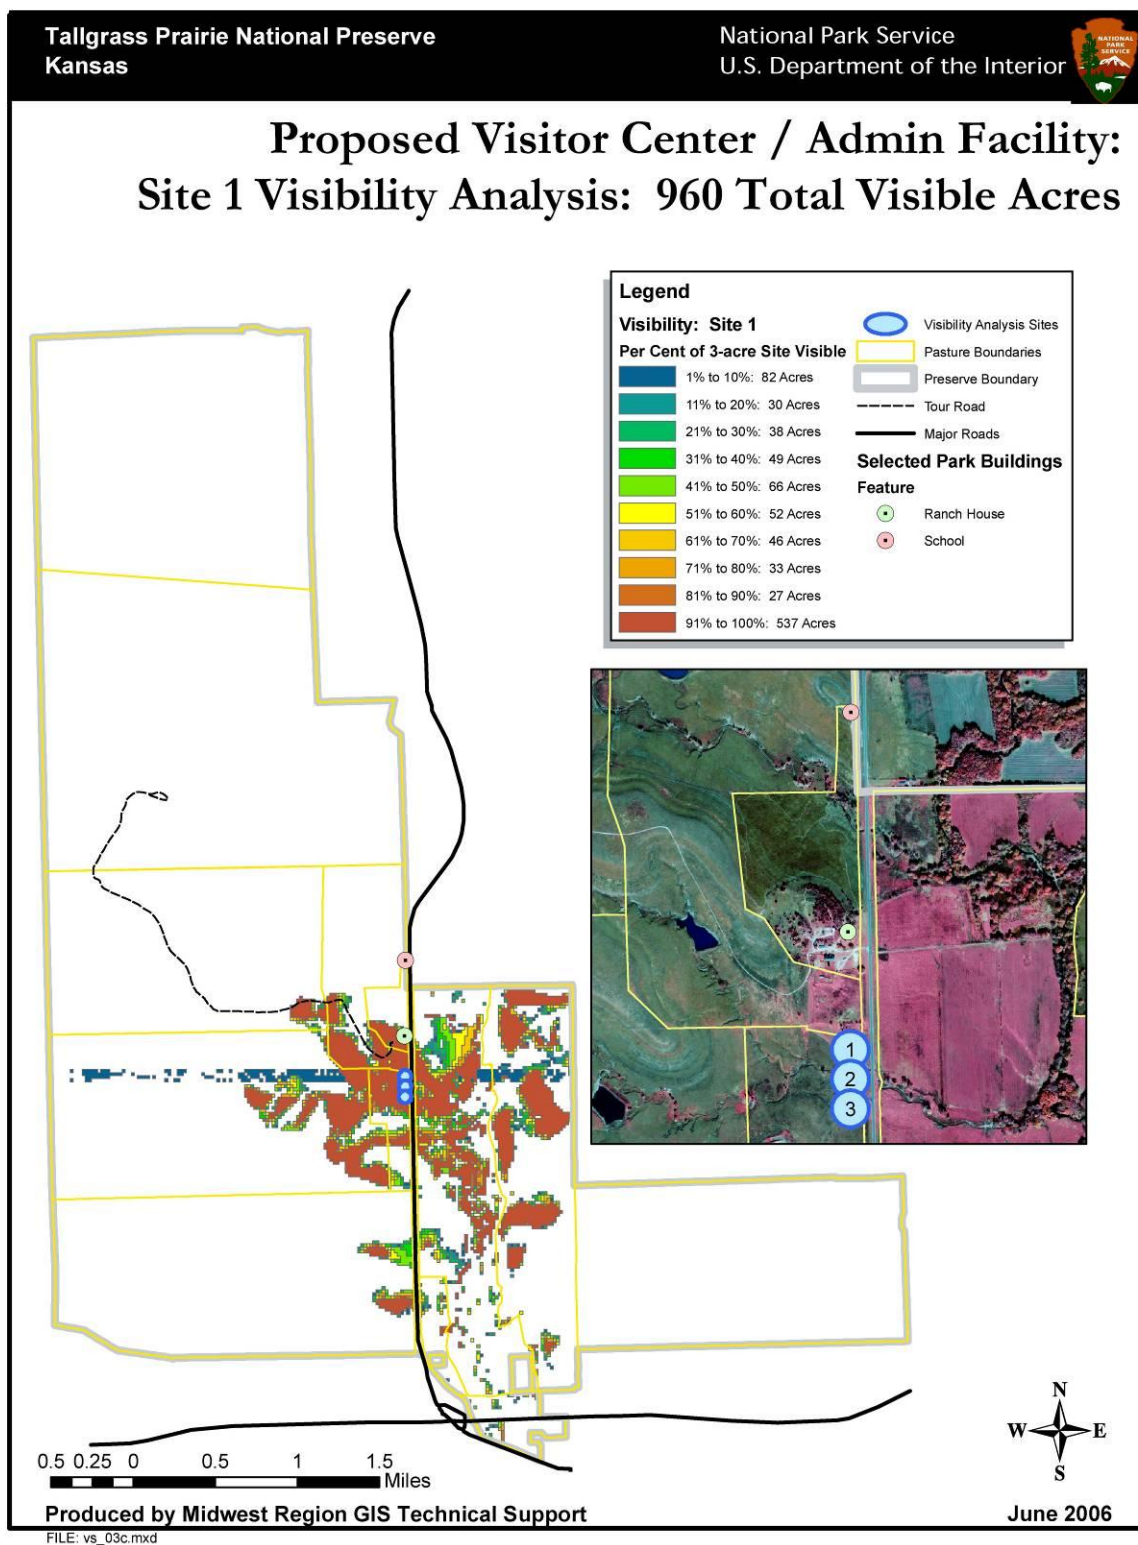 Tallgrass Prairie National Preserve
Kansas
National Park Service
U.S. Department of the Interior
NATIONAL
PARK
SERVICE
Proposed Visitor Center / Admin Facility:
Site 1 Visibility Analysis: 960 Total Visible Acres
Legend
Visibility: Site 1
Per Cent of 3-acre Site Visible
1% to 10%: 82 Acres
11% to 20%: 30 Acres
21% to 30%: 38 Acres
31% to 40%: 49 Acres
41% to 50%: 66 Acres
51% to 60%: 52 Acres
61% to 70%: 46 Acres
71% to 80%: 33 Acres
81% to 90%: 27 Acres
91% to 100%: 537 Acres
Visibility Analysis Sites
Pasture Boundaries
Preserve Boundary
Tour Road
Major Roads
Selected Park Buildings
Feature
Ranch House
School
1
2
3
N
W E
S
0.5 0.25 0 0.5 1 1.5
Miles
Produced by Midwest Region GIS Technical Support
June 2006
FILE: vs_03c.mxd